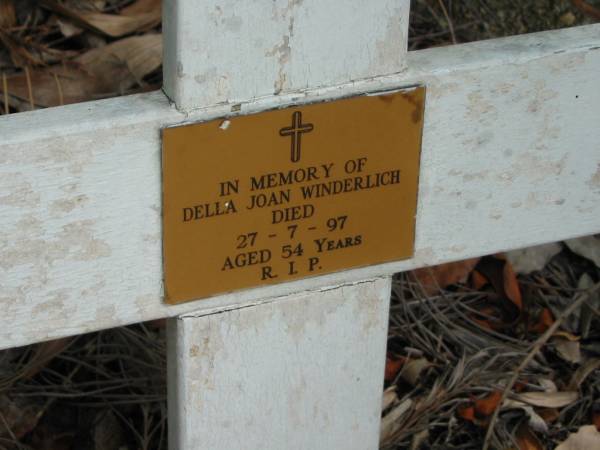 IN MEMORY OF
DELLA JOAN WINDERLICH
DIED
27 - 7 - 97
AGED 54 YEARS
R. I. P.